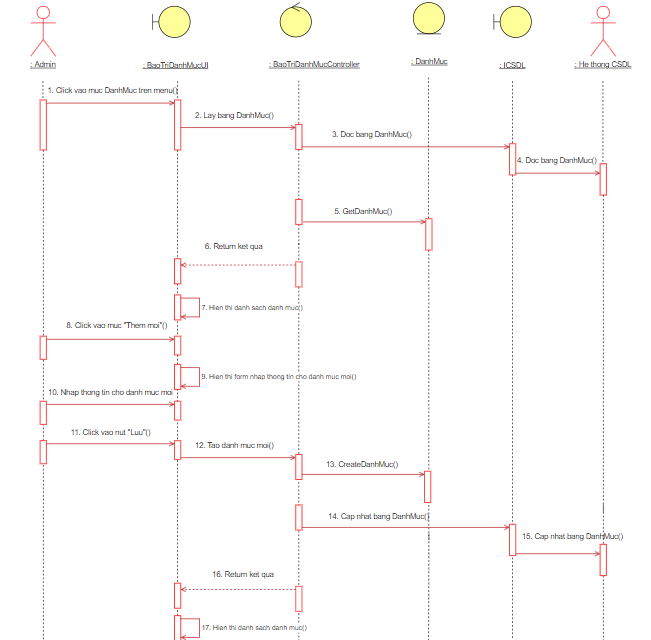 : Admin
: BaoTriDanhMucUI
: BaoTriDanhMucController
: DanhMuc
: ICSDL
: He thong CSDL
1. Click vao muc DanhMuc tren menu()
2. Lay bang DanhMuc()
3. Doc bang DanhMuc()
4. Doc bang DanhMuc()
5. GetDanhMuc()
6. Return ket qua
7. Hien thi danh sach danh muc()
8. Click vao muc "Them moi"()
9. Hien thi form nhap thong tin cho danh muc moi()
10. Nhap thong tin cho danh muc moi
11. Click vao nut "Luu"()
12. Tao danh muc moi()
13. CreateDanhMuc()
14. Cap nhat bang DanhMuc()
15. Cap nhat bang DanhMuc()
16. Return ket qua
17. Hien thi danh sach danh muc()